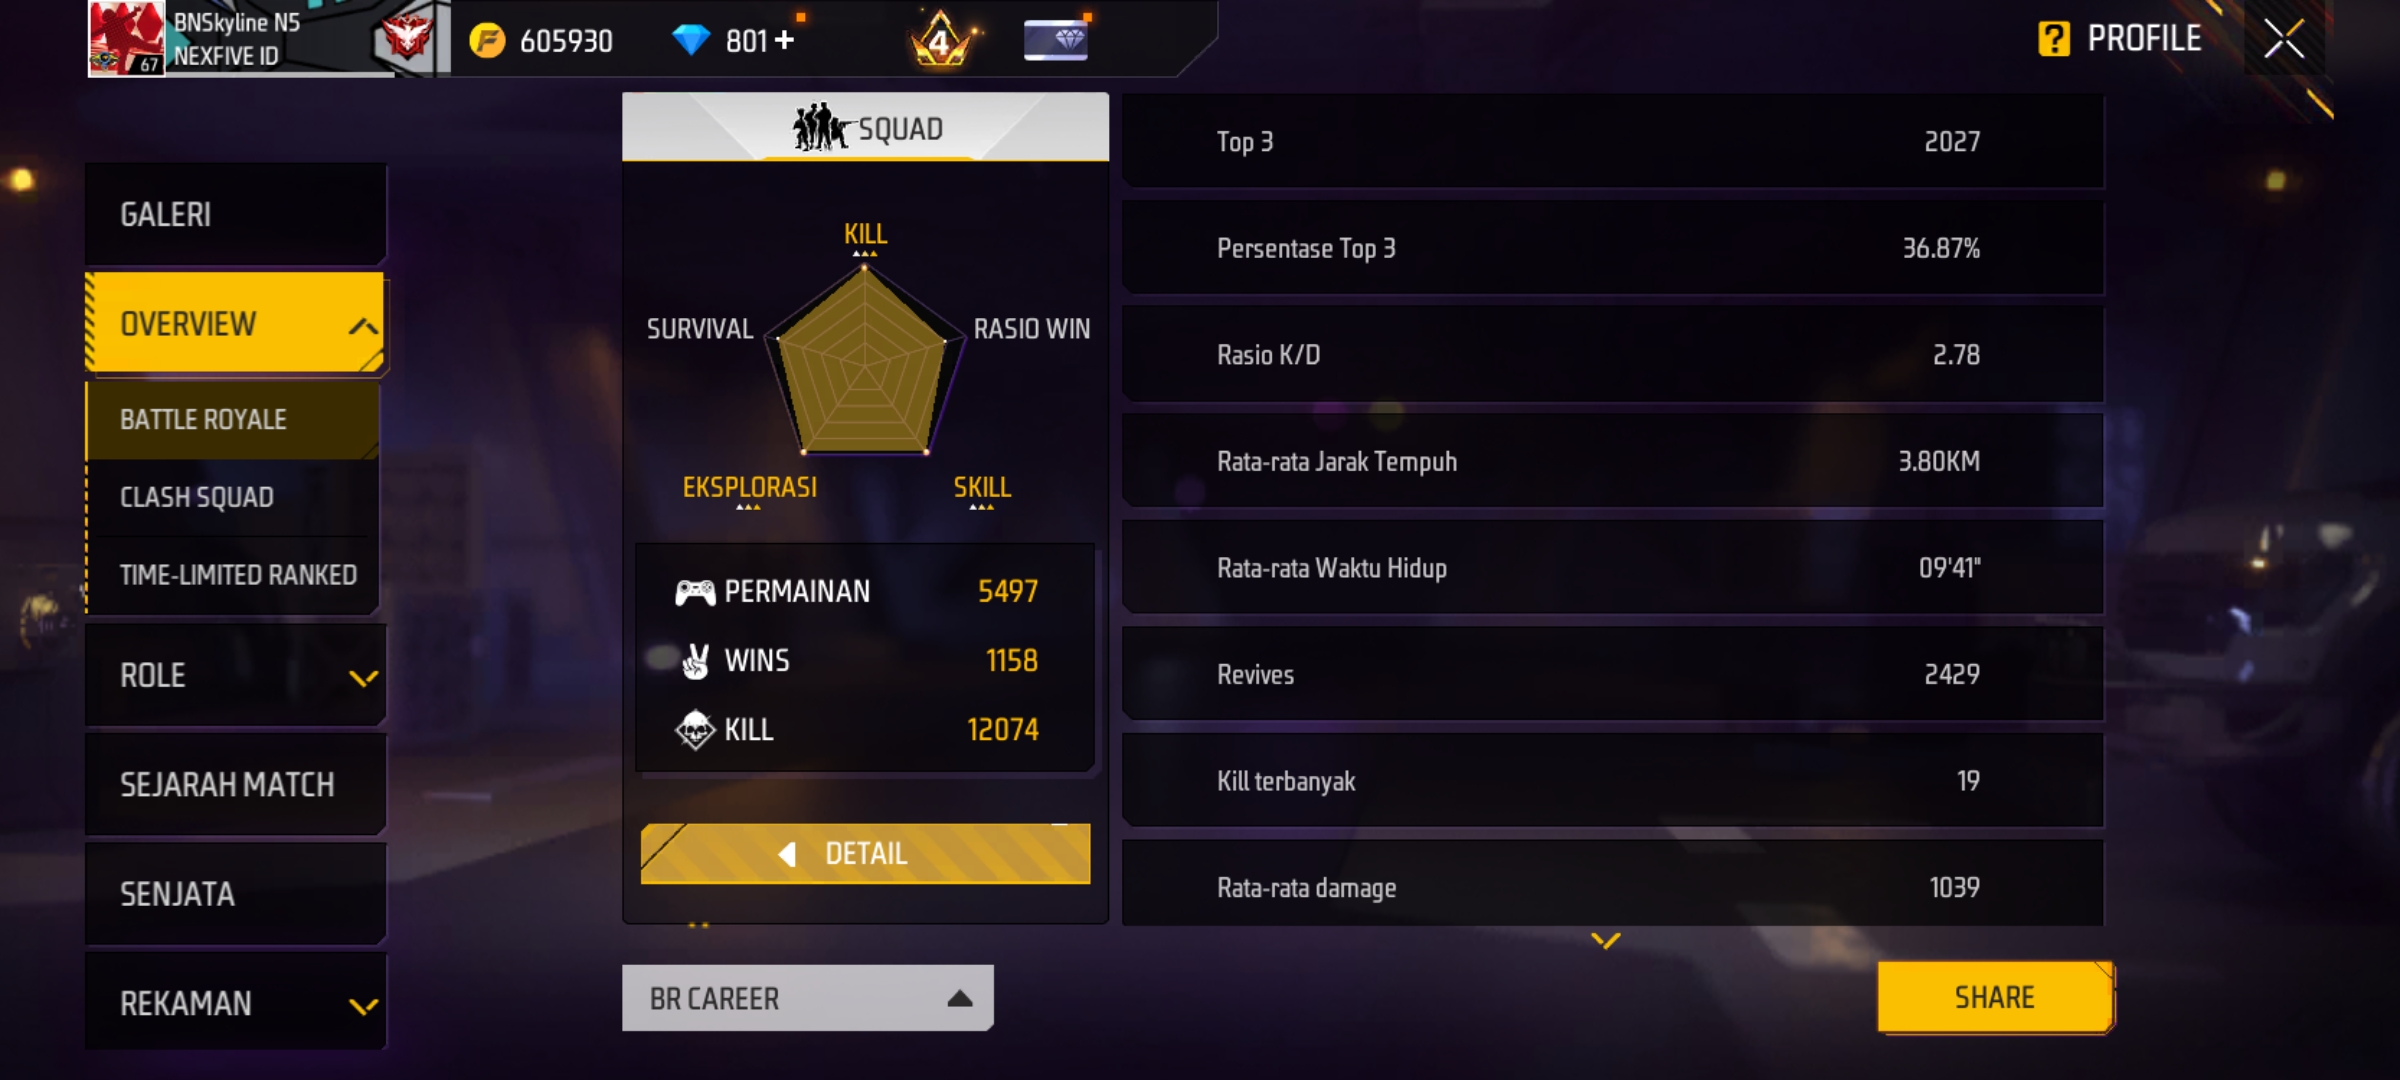 BNSkyline N5
NEXFIVE ID
67
605930
801 +
4
? PROFILE
GALERI
OVERVIEW
BATTLE ROYALE
CLASH SQUAD
TIME-LIMITED RANKED
ROLE
SEJARAH MATCH
SENJATA
REKAMAN
SQUAD
KILL
SURVIVAL
RASIO WIN
EKSPLORASI
SKILL
PERMAINAN 5497
WINS 1158
KILL 12074
DETAIL
BR CAREER
Top 3 2027
Persentase Top 3 36.87%
Rasio K/D 2.78
Rata-rata Jarak Tempuh 3.80KM
Rata-rata Waktu Hidup 09'41"
Revives 2429
Kill terbanyak 19
Rata-rata damage 1039
SHARE